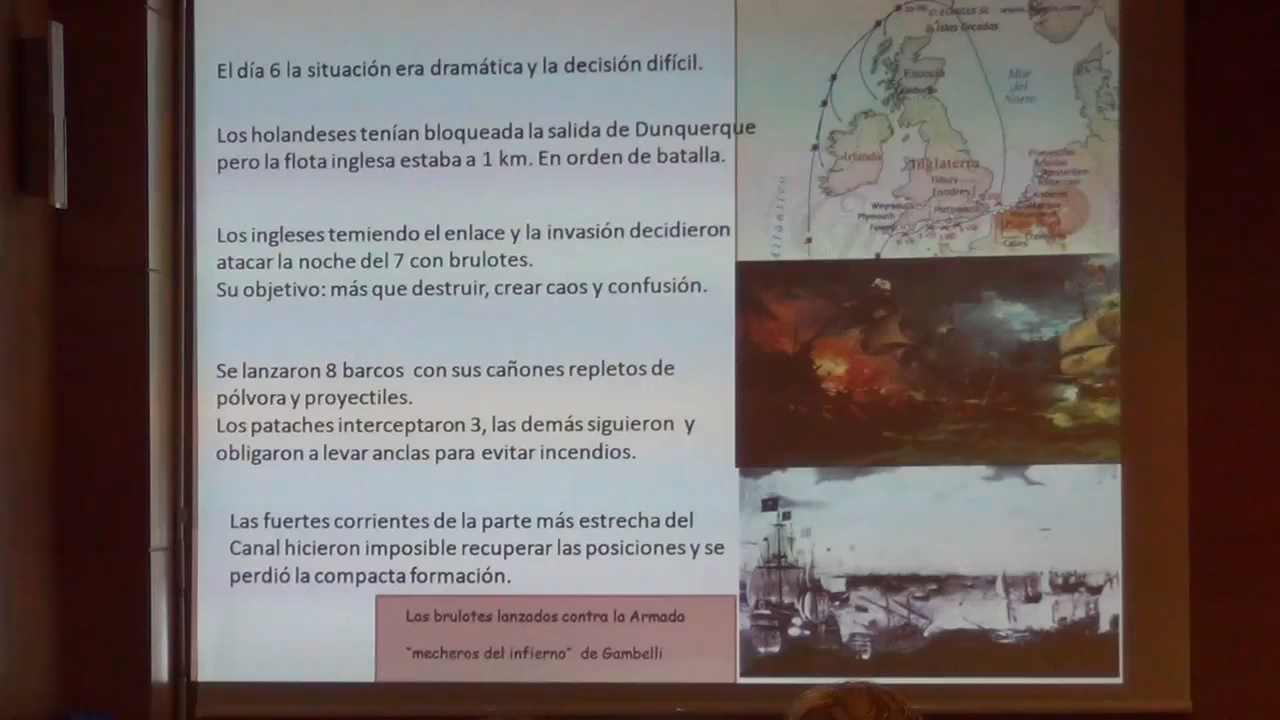 El día 6 la situación era dramática y la decisión difícil.
Los holandeses tenían bloqueada la salida de Dunquerque
pero la flota inglesa estaba a 1 km. En orden de batalla.
Los ingleses temiendo el enlace y la invasión decidieron
atacar la noche del 7 con brulotes.
Su objetivo: más que destruir, crear caos y confusión.
Se lanzaron 8 barcos con sus cañones repletos de
pólvora y proyectiles.
Los pataches interceptaron 3, las demás siguieron y
obligaron a levar anclas para evitar incendios.
Las fuertes corrientes de la parte más estrecha del
Canal hicieron imposible recuperar las posiciones y se
perdió la compacta formación.
Los brulotes lanzados contra la Armada
"mecheros del infierno" de Gambelli
Islas Orcadas
Escocia
Mar
del
Norte
Irlanda
Inglaterra
Tilbury
Londres
Plymouth
Calais